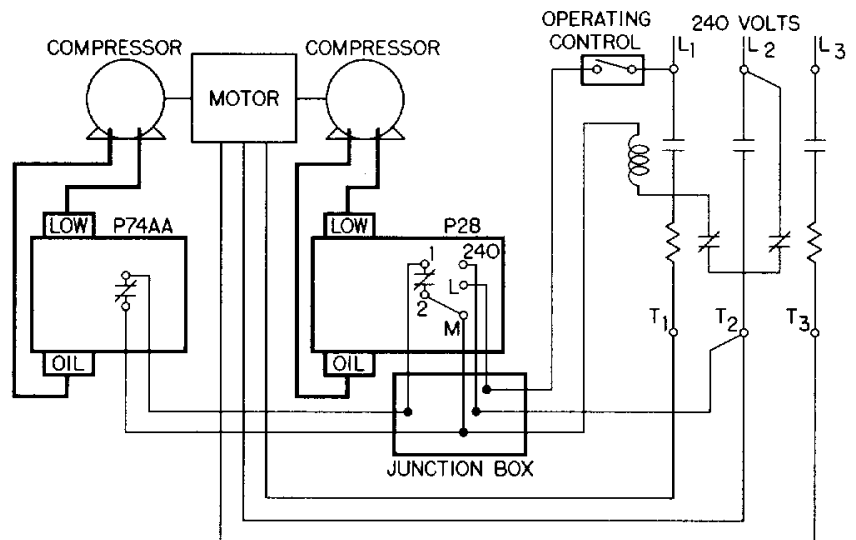 OPERATING
CONTROL
240 VOLTS
L1
L2
L3
COMPRESSOR
COMPRESSOR
MOTOR
LOW
P74AA
LOW
P28
1
240
L
2
M
T1
T2
T3
OIL
OIL
JUNCTION BOX